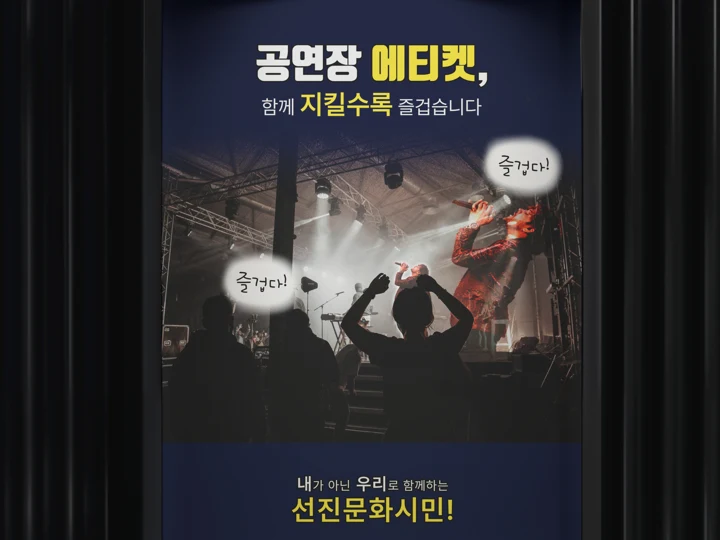 공연장 에티켓,
함께 지킬수록 즐겁습니다
즐겁다!
즐겁다!
내가 아닌 우리로 함께하는
선진문화시민!